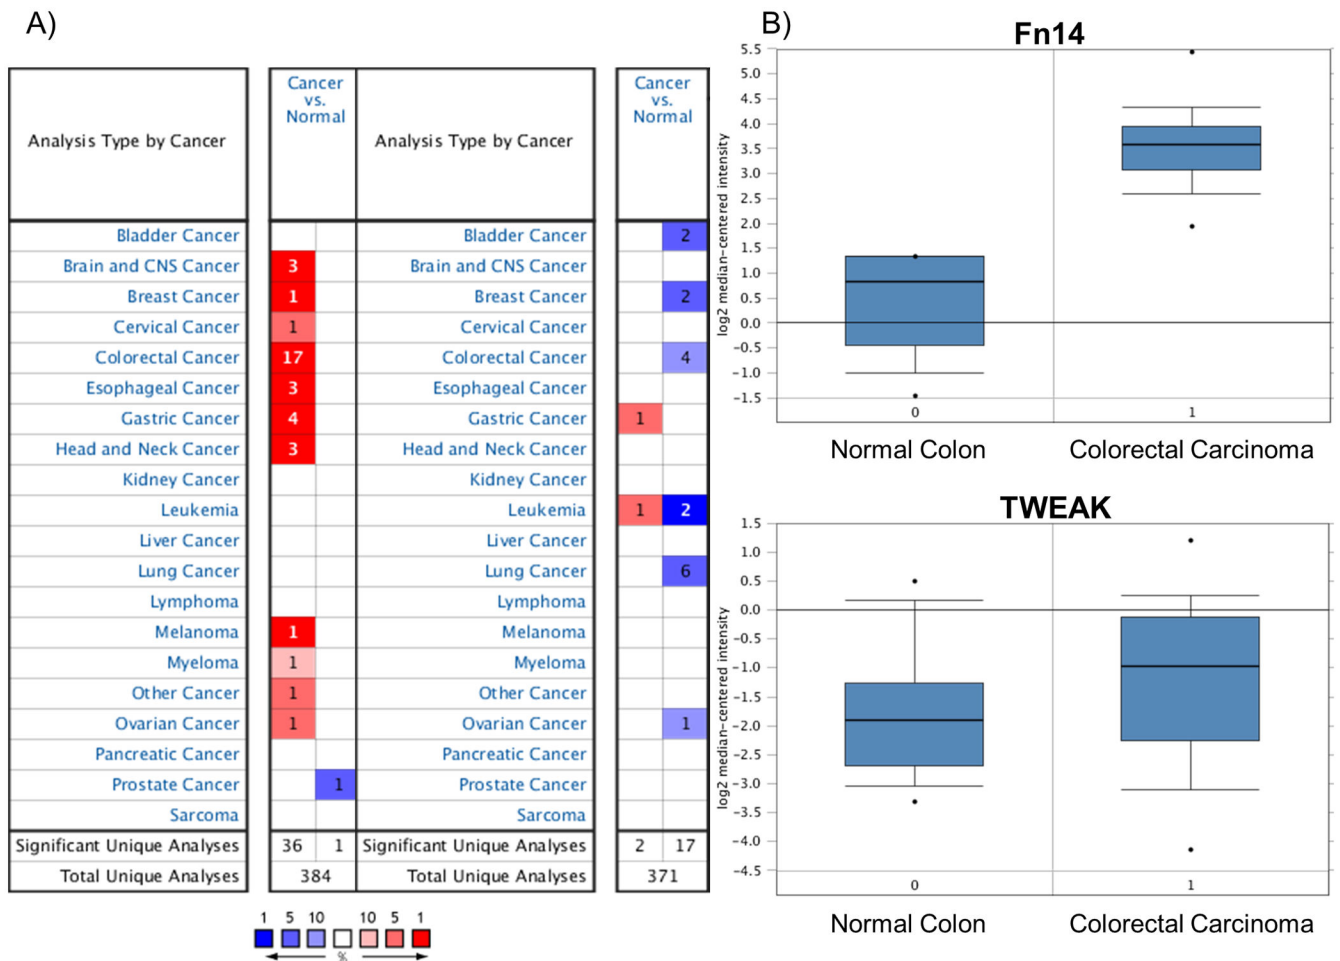 A)
Analysis Type by Cancer
Cancer
vs.
Normal
Analysis Type by Cancer
Cancer
vs.
Normal
Bladder Cancer Bladder Cancer 2
Brain and CNS Cancer 3 Brain and CNS Cancer
Breast Cancer 1 Breast Cancer 2
Cervical Cancer 1 Cervical Cancer
Colorectal Cancer 17 Colorectal Cancer 4
Esophageal Cancer 3 Esophageal Cancer
Gastric Cancer 4 Gastric Cancer 1
Head and Neck Cancer 3 Head and Neck Cancer
Kidney Cancer Kidney Cancer
Leukemia Leukemia 1 2
Liver Cancer Liver Cancer
Lung Cancer Lung Cancer 6
Lymphoma Lymphoma
Melanoma 1 Melanoma
Myeloma 1 Myeloma
Other Cancer 1 Other Cancer
Ovarian Cancer 1 Ovarian Cancer 1
Pancreatic Cancer Pancreatic Cancer
Prostate Cancer 1 Prostate Cancer
Sarcoma Sarcoma
Significant Unique Analyses 36 1 Significant Unique Analyses 2 17
Total Unique Analyses 384 Total Unique Analyses 371
1 5 10 10 5 1
%
B)
Fn14
log2 median-centered intensity
5.5
5.0
4.5
4.0
3.5
3.0
2.5
2.0
1.5
1.0
0.5
0.0
-0.5
-1.0
-1.5
0 1
Normal Colon Colorectal Carcinoma
TWEAK
log2 median-centered intensity
1.5
1.0
0.5
0.0
-0.5
-1.0
-1.5
-2.0
-2.5
-3.0
-3.5
-4.0
-4.5
0 1
Normal Colon Colorectal Carcinoma